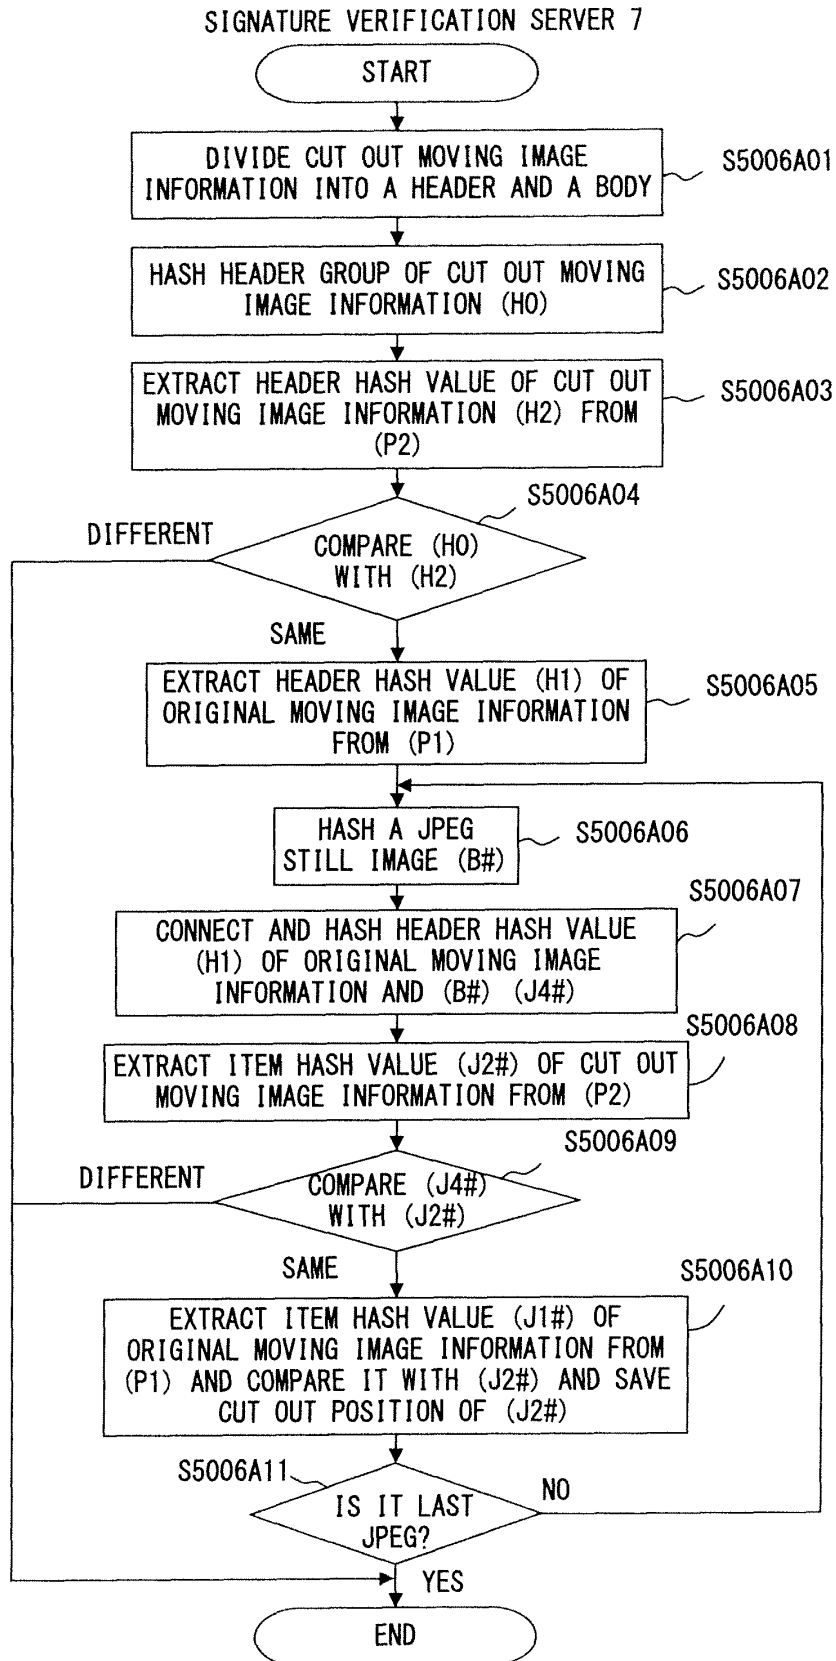 SIGNATURE VERIFICATION SERVER 7
START
DIVIDE CUT OUT MOVING IMAGE
INFORMATION INTO A HEADER AND A BODY
S5006A01
HASH HEADER GROUP OF CUT OUT MOVING
IMAGE INFORMATION (H0)
S5006A02
EXTRACT HEADER HASH VALUE OF CUT OUT
MOVING IMAGE INFORMATION (H2) FROM
(P2)
S5006A03
S5006A04
DIFFERENT
COMPARE (H0)
WITH (H2)
SAME
EXTRACT HEADER HASH VALUE (H1) OF
ORIGINAL MOVING IMAGE INFORMATION
FROM (P1)
S5006A05
HASH A JPEG
STILL IMAGE (B#)
S5006A06
CONNECT AND HASH HEADER HASH VALUE
(H1) OF ORIGINAL MOVING IMAGE
INFORMATION AND (B#) (J4#)
S5006A07
EXTRACT ITEM HASH VALUE (J2#) OF CUT OUT
MOVING IMAGE INFORMATION FROM (P2)
S5006A08
S5006A09
DIFFERENT
COMPARE (J4#)
WITH (J2#)
SAME
EXTRACT ITEM HASH VALUE (J1#) OF
ORIGINAL MOVING IMAGE INFORMATION FROM
(P1) AND COMPARE IT WITH (J2#) AND SAVE
CUT OUT POSITION OF (J2#)
S5006A10
S5006A11
IS IT LAST
JPEG?
NO
YES
END